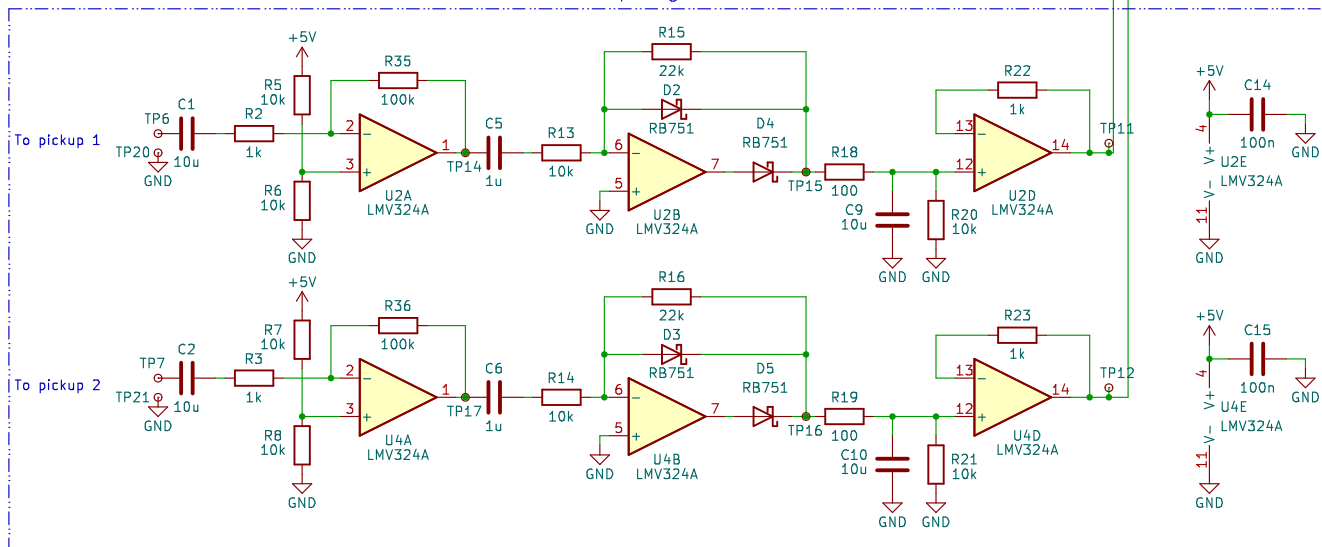 +5V
R5
10k
R35
100k
TP6
C1
R2
To pickup 1
TP20
GND
10u
1k
2
3
1
R6
10k
U2A
LMV324A
GND
TP14
C5
1u
R13
10k
R15
22k
D2
RB751
6
5
7
GND
U2B
LMV324A
D4
RB751
TP15
R18
100
C9
10u
GND
R20
10k
GND
R22
1k
13
12
14
U2D
LMV324A
TP11
+5V
C14
100n
GND
4
V+
U2E
LMV324A
V-
11
GND
+5V
R7
10k
R36
100k
TP7
C2
R3
To pickup 2
TP21
GND
10u
1k
2
3
1
R8
10k
U4A
LMV324A
GND
TP17
C6
1u
R14
10k
R16
22k
D3
RB751
6
5
7
GND
U4B
LMV324A
D5
RB751
TP16
R19
100
C10
10u
GND
R21
10k
GND
R23
1k
13
12
14
U4D
LMV324A
TP12
+5V
C15
100n
GND
4
V+
U4E
LMV324A
V-
11
GND